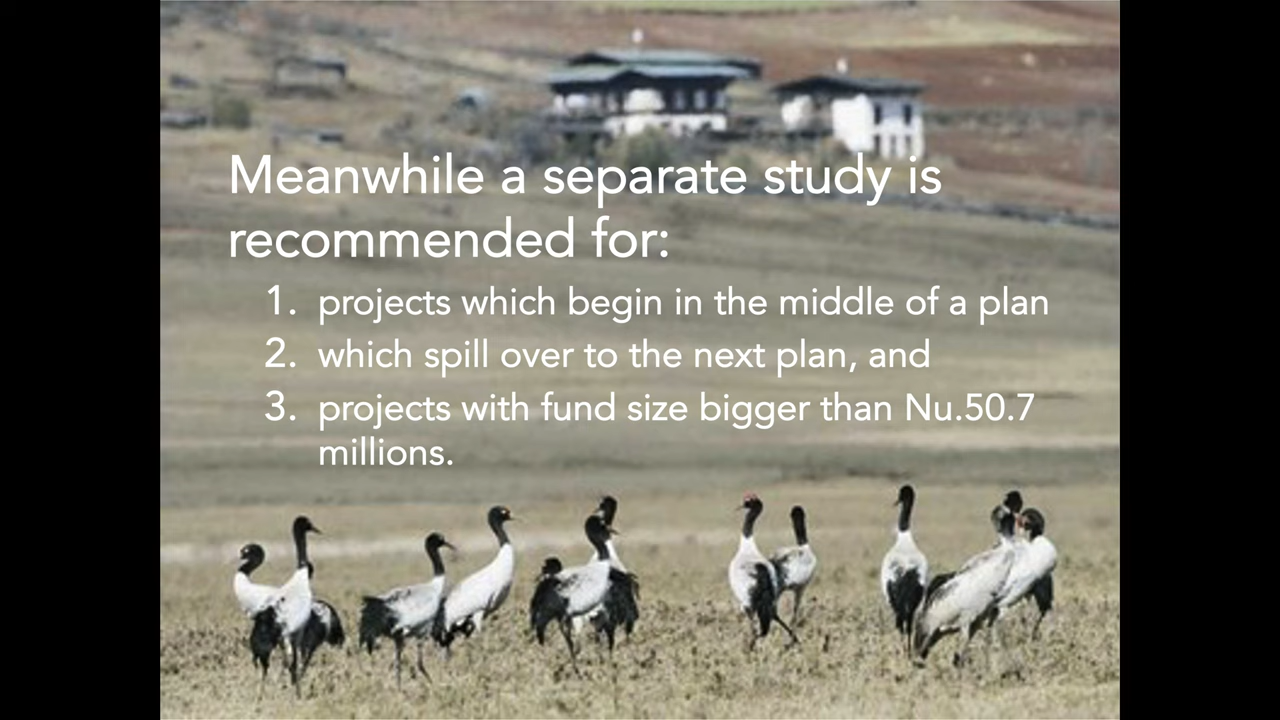 Meanwhile a separate study is
recommended for:
1. projects which begin in the middle of a plan
2. which spill over to the next plan, and
3. projects with fund size bigger than Nu.50.7
millions.